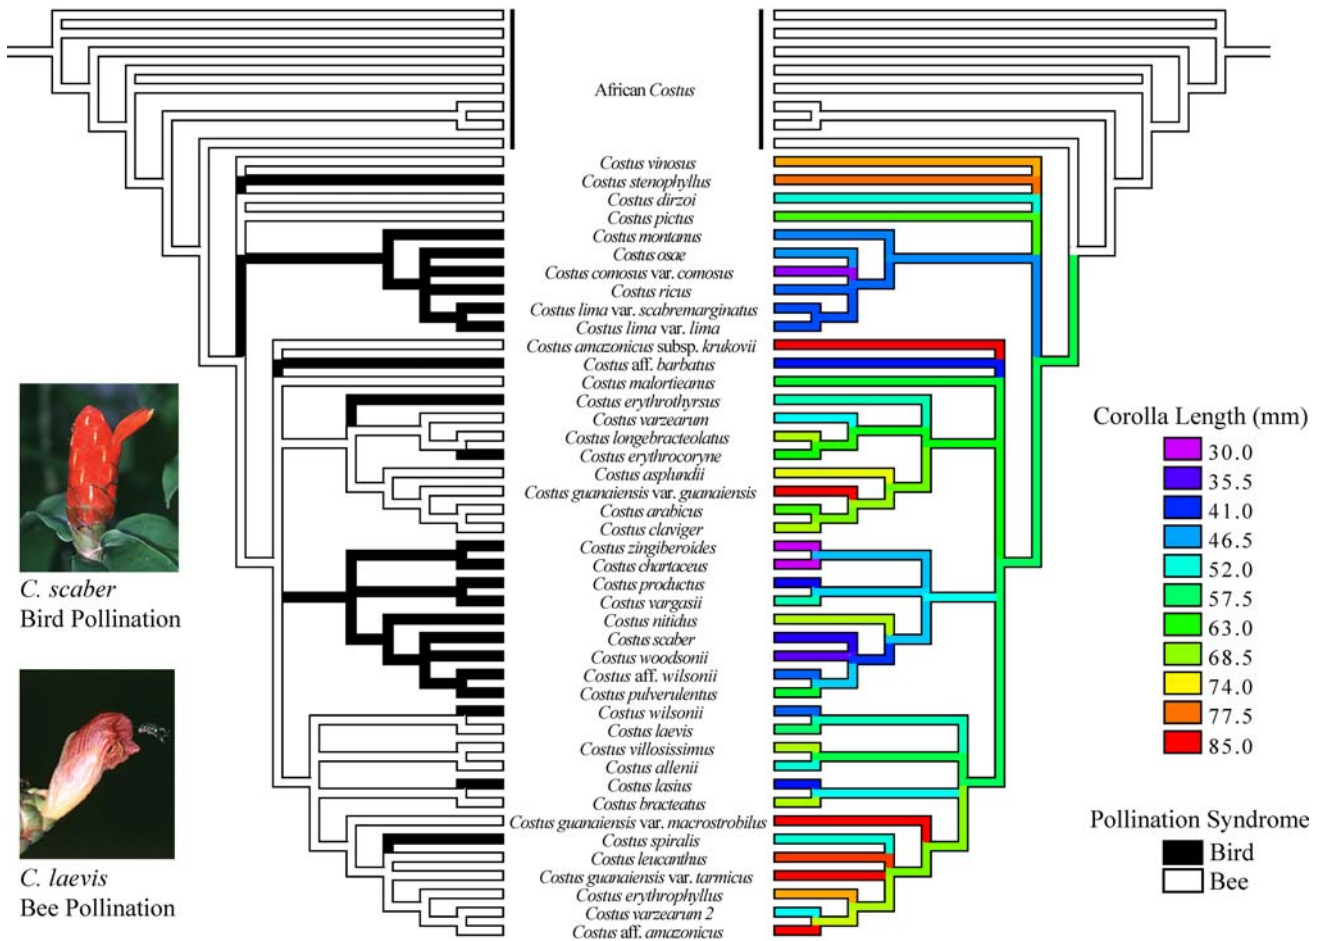 African Costus
Costus vinosus
Costus stenophyllus
Costus dirzoi
Costus pictus
Costus montanus
Costus osae
Costus comosus var. comosus
Costus ricus
Costus lima var. scabremarginatus
Costus lima var. lima
Costus amazonicus subsp. krukovii
Costus aff. barbatus
Costus malortieanus
Costus erythrothyrsus
Costus varzearum
Costus longebracteolatus
Costus erythrocoryne
Costus asplundii
Costus guanaiensis var. guanaiensis
Costus arabicus
Costus claviger
Costus zingiberoides
Costus chartaceus
Costus productus
Costus vargasii
Costus nitidus
Costus scaber
Costus woodsonii
Costus aff. wilsonii
Costus pulverulentus
Costus wilsonii
Costus laevis
Costus villosissimus
Costus allenii
Costus lasius
Costus bracteatus
Costus guanaiensis var. macrostrobilus
Costus spiralis
Costus leucanthus
Costus guanaiensis var. tarmicus
Costus erythrophyllus
Costus varzearum 2
Costus aff. amazonicus
C. scaber
Bird Pollination
C. laevis
Bee Pollination
Corolla Length (mm)
30.0
35.5
41.0
46.5
52.0
57.5
63.0
68.5
74.0
77.5
85.0
Pollination Syndrome
Bird
Bee